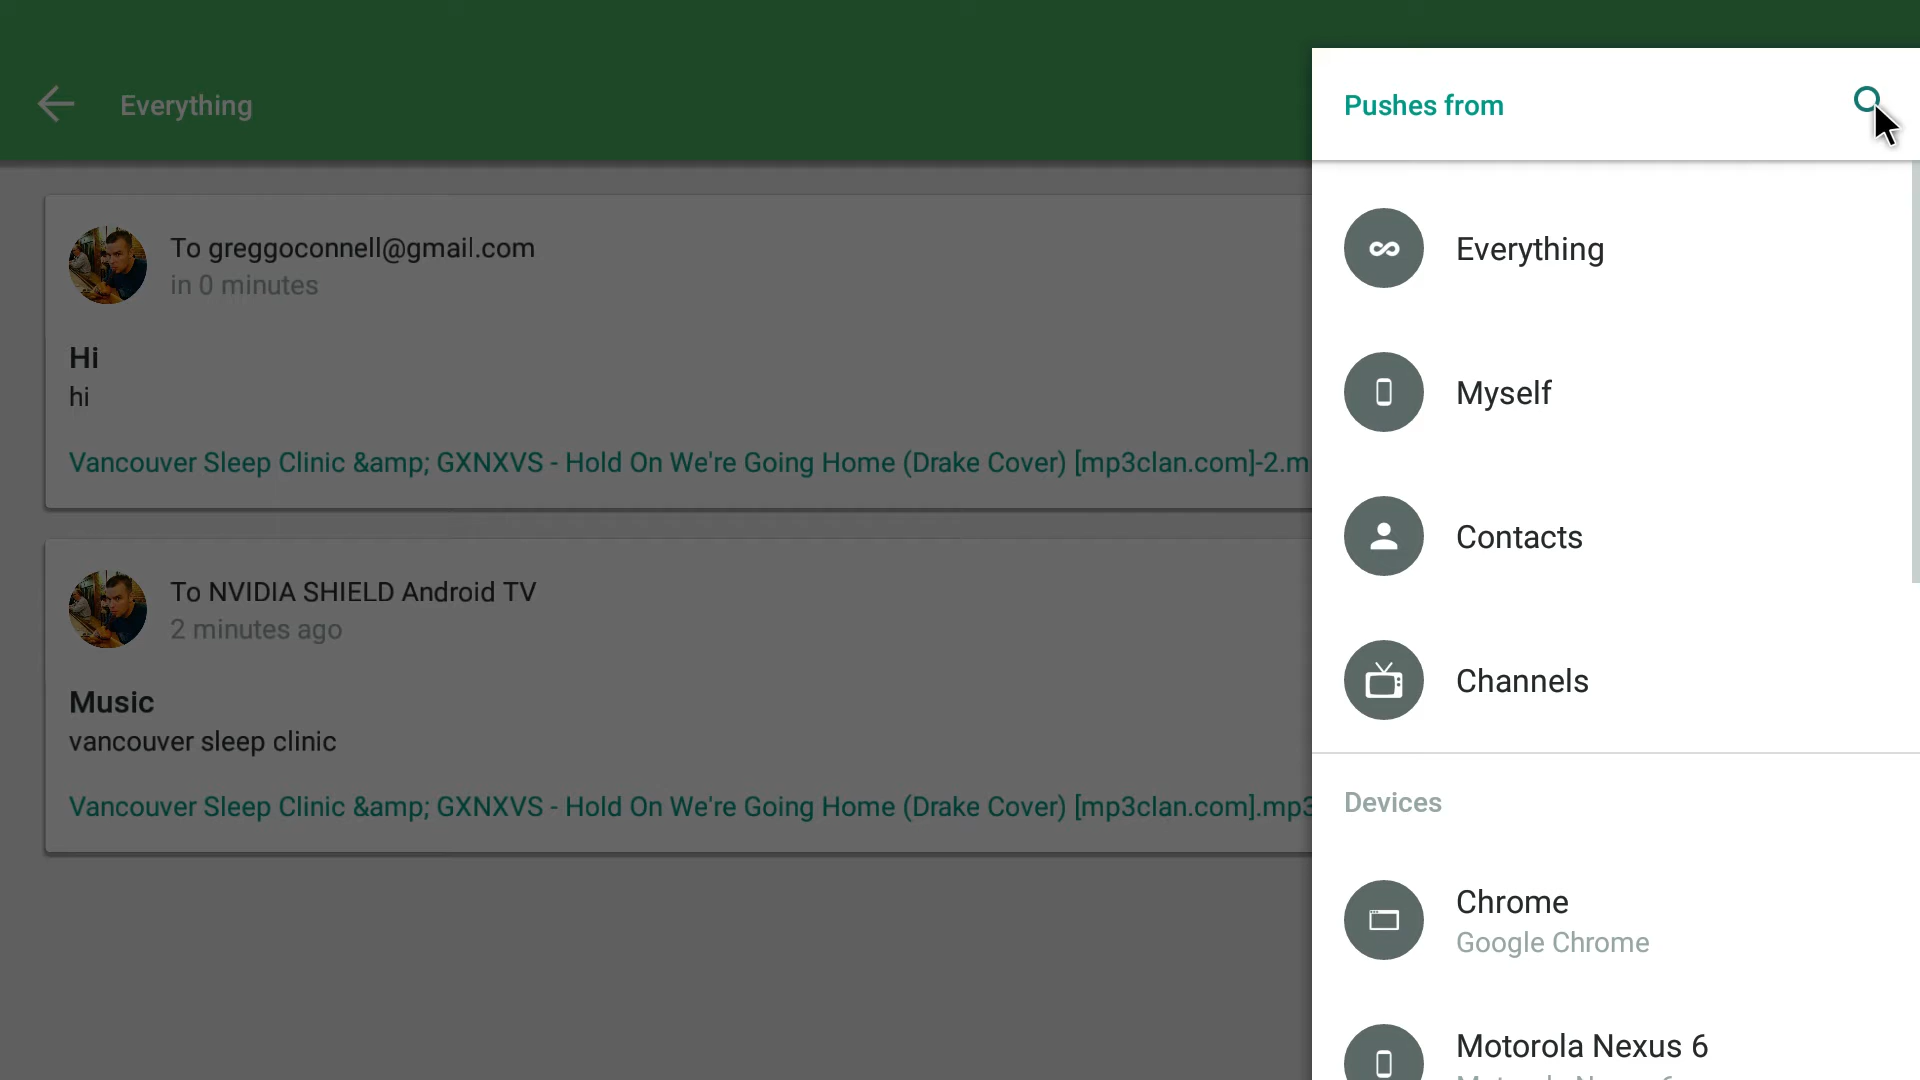 Everything
To greggoconnell@gmail.com
in 0 minutes
Hi
hi
Vancouver Sleep Clinic &amp; GXNXVS - Hold On We're Going Home (Drake Cover) [mp3clan.com]-2.m
To NVIDIA SHIELD Android TV
2 minutes ago
Music
vancouver sleep clinic
Vancouver Sleep Clinic &amp; GXNXVS - Hold On We're Going Home (Drake Cover) [mp3clan.com].mp3
Pushes from
Everything
Myself
Contacts
Channels
Devices
Chrome
Google Chrome
Motorola Nexus 6